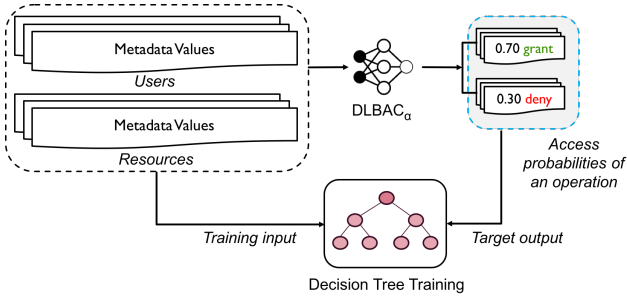 Metadata Values
Users
Metadata Values
Resources
DLBACα
0.70 grant
0.30 deny
Access
probabilities of
an operation
Training input
Target output
Decision Tree Training